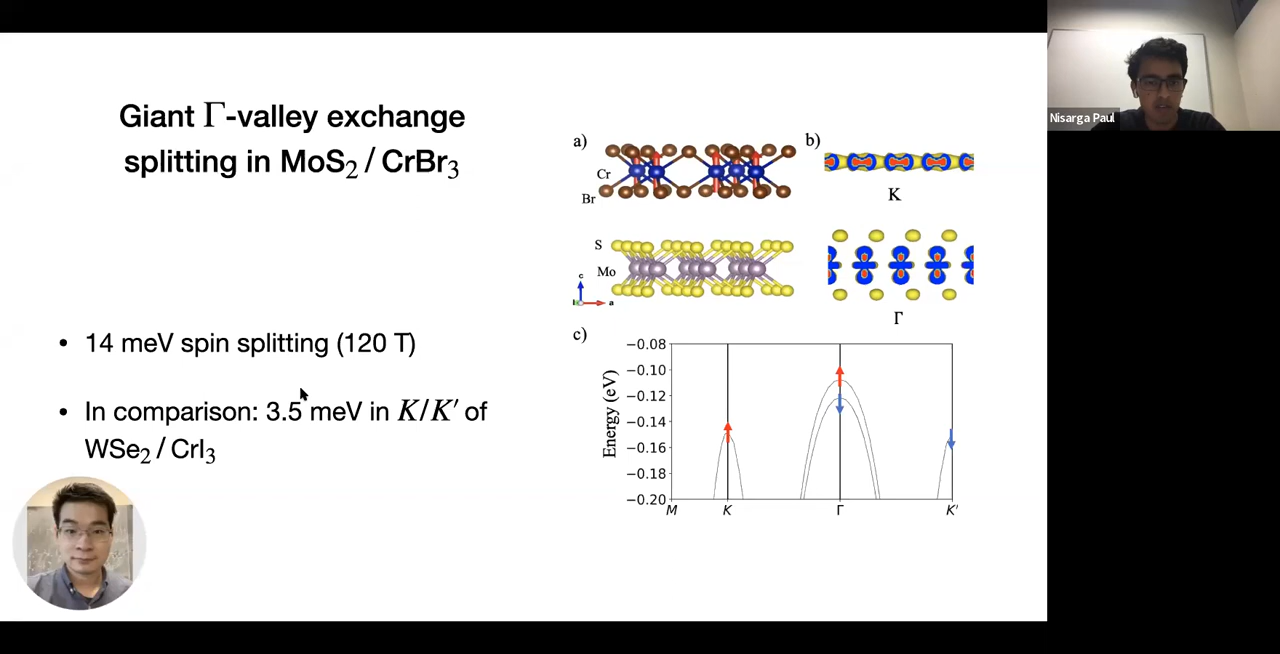 Giant Γ-valley exchange
splitting in MoS₂ / CrBr₃
• 14 meV spin splitting (120 T)
• In comparison: 3.5 meV in K/K′ of
WSe₂ / CrI₃
a)
Cr
Br
S
Mo
c
a
b)
K
Γ
c)
Energy (eV)
−0.08
−0.10
−0.12
−0.14
−0.16
−0.18
−0.20
M
K
Γ
K′
Nisarga Paul